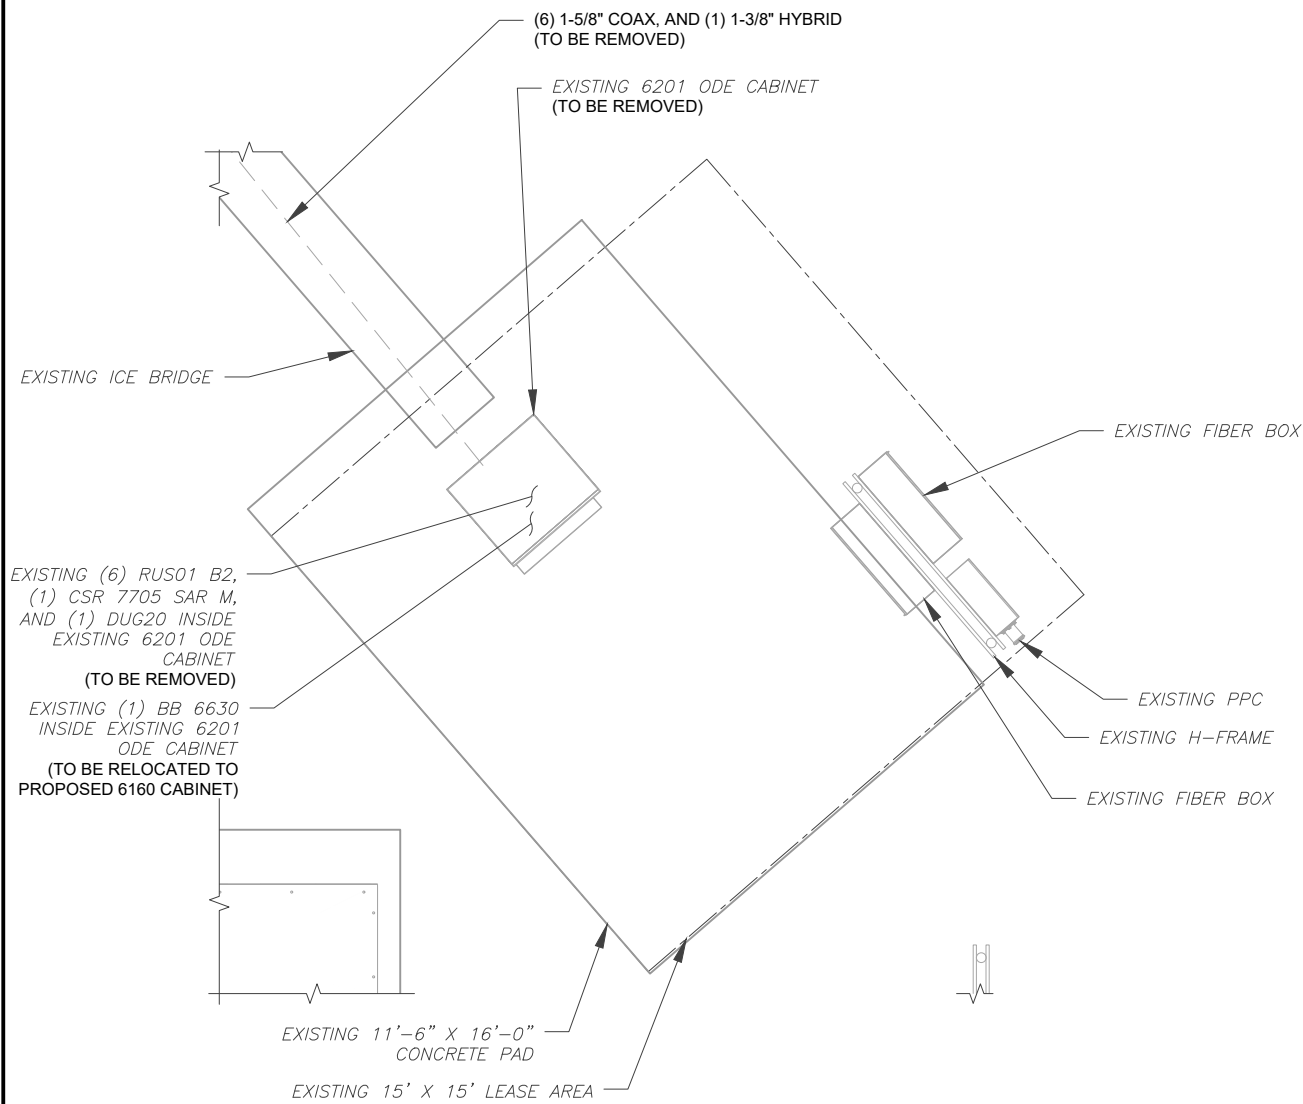 (6) 1-5/8" COAX, AND (1) 1-3/8" HYBRID
(TO BE REMOVED)
EXISTING 6201 ODE CABINET
(TO BE REMOVED)
EXISTING ICE BRIDGE
EXISTING FIBER BOX
EXISTING (6) RUS01 B2,
(1) CSR 7705 SAR M,
AND (1) DUG20 INSIDE
EXISTING 6201 ODE
CABINET
(TO BE REMOVED)
EXISTING (1) BB 6630
INSIDE EXISTING 6201
ODE CABINET
(TO BE RELOCATED TO
PROPOSED 6160 CABINET)
EXISTING PPC
EXISTING H-FRAME
EXISTING FIBER BOX
EXISTING 11'-6" X 16'-0"
CONCRETE PAD
EXISTING 15' X 15' LEASE AREA